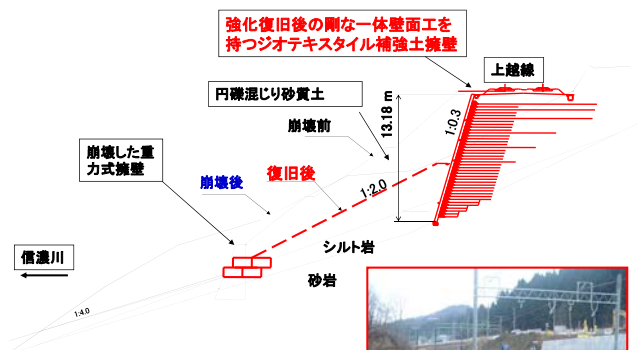 強化復旧後の剛な一体壁面工を
持つジオテキスタイル補強土擁壁
上越線
円礫混じり砂質土
13.18 m
1:0.3
崩壊前
崩壊した重
力式擁壁
崩壊後
復旧後
1:2.0
シルト岩
信濃川
砂岩
1:4.0